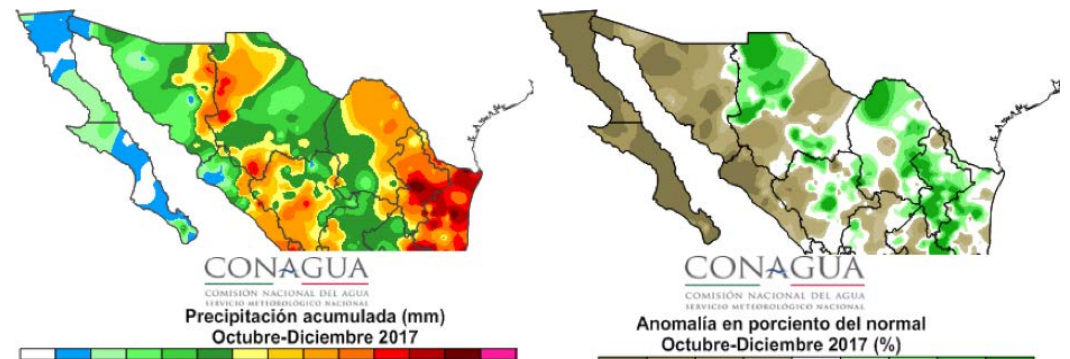 CONAGUA
COMISIÓN NACIONAL DEL AGUA
SERVICIO METEOROLÓGICO NACIONAL
Precipitación acumulada (mm)
Octubre-Diciembre 2017
CONAGUA
COMISIÓN NACIONAL DEL AGUA
SERVICIO METEOROLÓGICO NACIONAL
Anomalía en porciento del normal
Octubre-Diciembre 2017 (%)